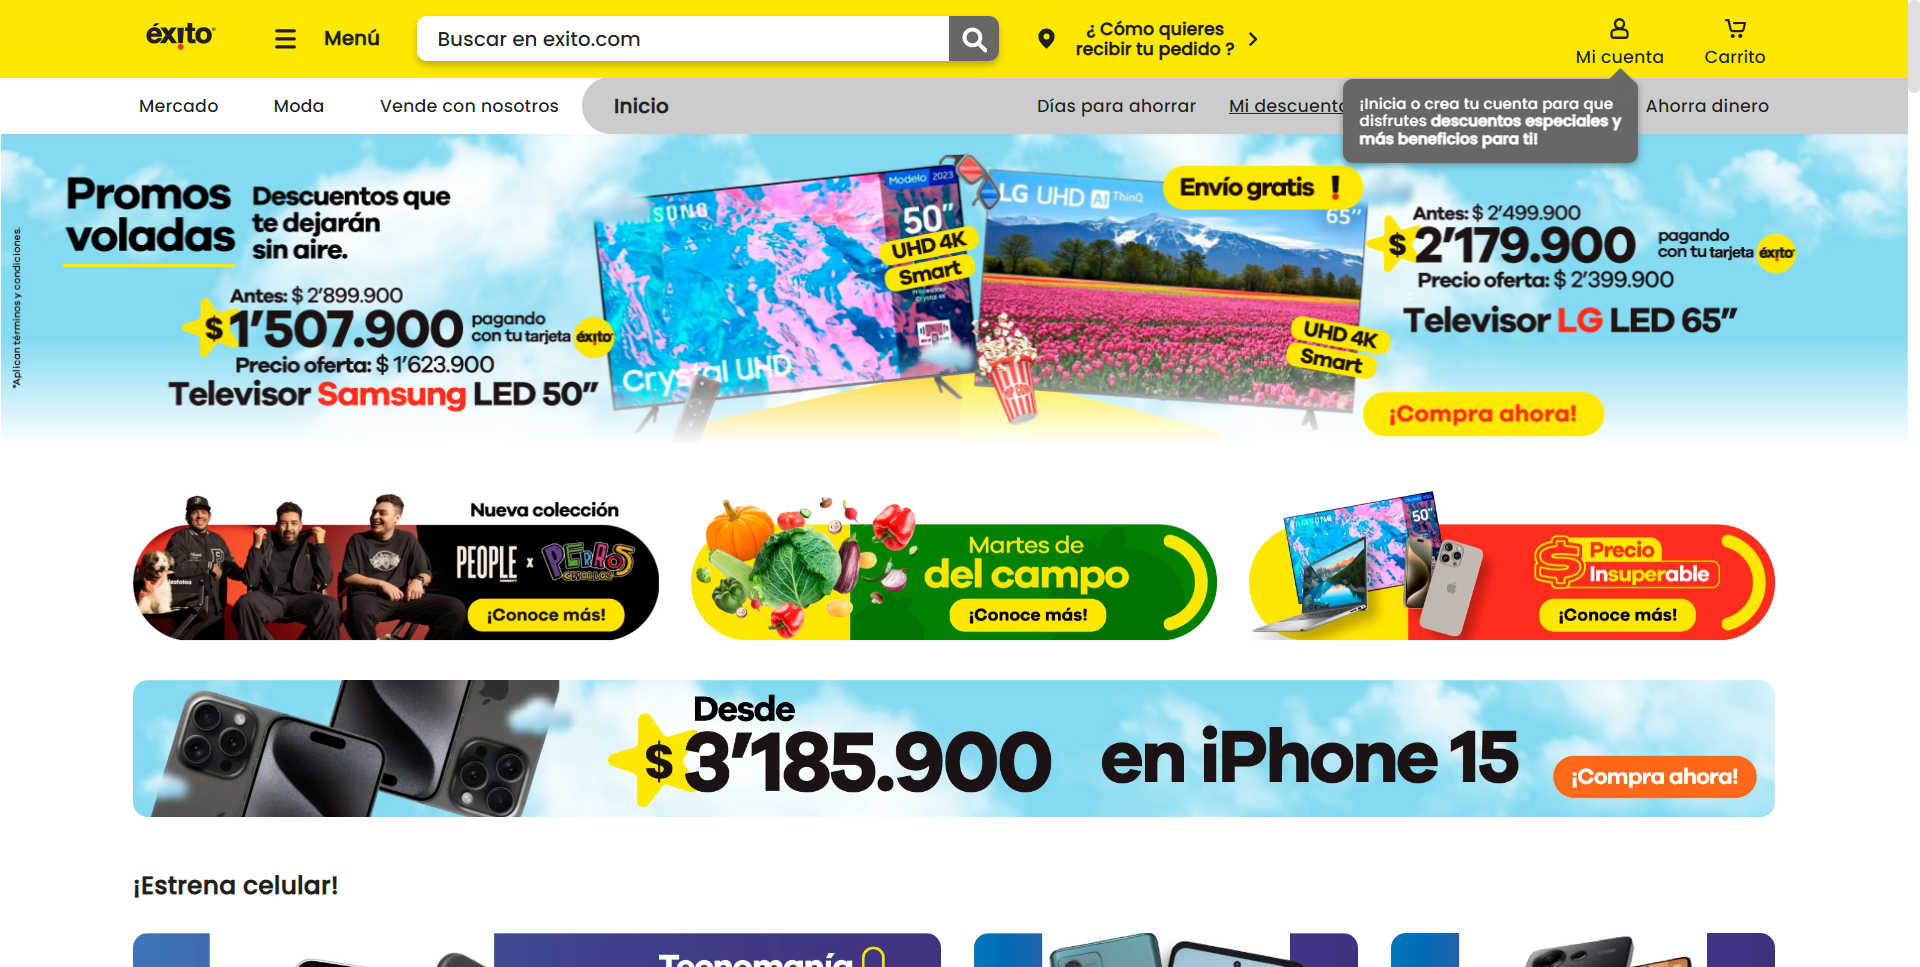 éxito
Menú
Buscar en exito.com
¿ Cómo quieres
recibir tu pedido ?
Mi cuenta
Carrito
Mercado
Moda
Vende con nosotros
Inicio
Días para ahorrar
Mi descuento
Ahorra dinero
¡Inicia o crea tu cuenta para que
disfrutes descuentos especiales y
más beneficios para ti!
*Aplican términos y condiciones.
Promos
voladas
Descuentos que
te dejarán
sin aire.
Antes: $ 2’899.900
$ 1’507.900
pagando
con tu tarjeta éxito
Precio oferta: $ 1’623.900
Televisor Samsung LED 50”
SAMSUNG
Modelo 2023
50”
UHD 4K
Smart
Procesador
Crystal 4K
Crystal UHD
LG UHD AI ThinQ
65”
Envío gratis !
UHD 4K
Smart
POP CORN
Antes: $ 2’499.900
$ 2’179.900
pagando
con tu tarjeta éxito
Precio oferta: $ 2’399.900
Televisor LG LED 65”
¡Compra ahora!
Nueva colección
PEOPLE x PERROS
CRIOLLOS
¡Conoce más!
Martes de
del campo
¡Conoce más!
SAMSUNG
50”
Precio
Insuperable
¡Conoce más!
Desde
$ 3’185.900 en iPhone 15
¡Compra ahora!
¡Estrena celular!
Tecnomanía